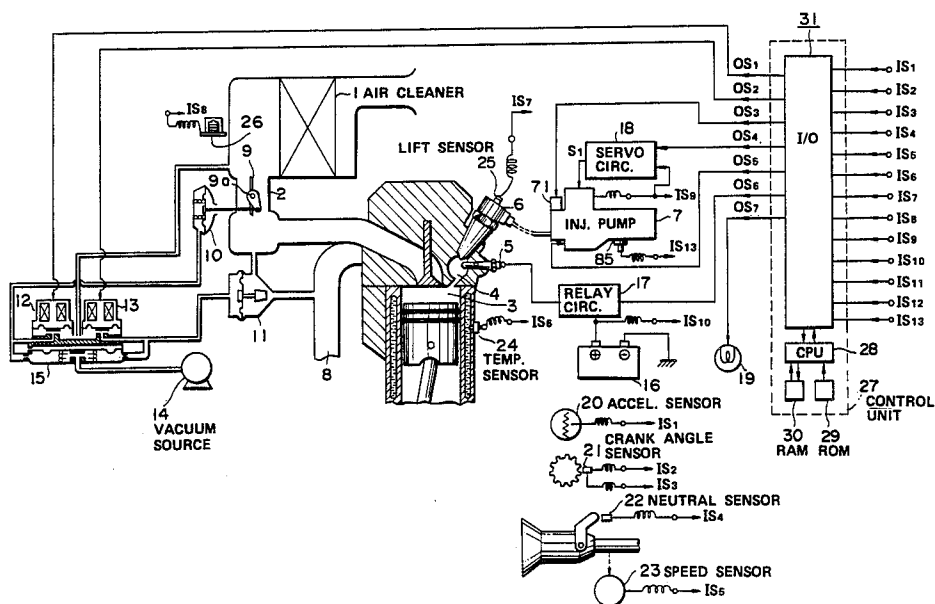 31
OS1
OS2
OS3
OS4
OS5
OS6
OS7
I/O
IS1
IS2
IS3
IS4
IS5
IS6
IS7
IS8
IS9
IS10
IS11
IS12
IS13
CPU
28
27
CONTROL
UNIT
30
RAM
29
ROM
IS8
26
1 AIR CLEANER
9
9a
2
10
LIFT SENSOR
25
IS7
6
5
4
3
71
S1
18
SERVO
CIRC.
IS9
INJ. PUMP
7
85
IS13
12
13
15
11
14
VACUUM
SOURCE
8
24
TEMP.
SENSOR
IS6
17
RELAY
CIRC.
IS10
16
19
20 ACCEL. SENSOR
IS1
CRANK ANGLE
21 SENSOR
IS2
IS3
22 NEUTRAL SENSOR
IS4
23 SPEED SENSOR
IS5